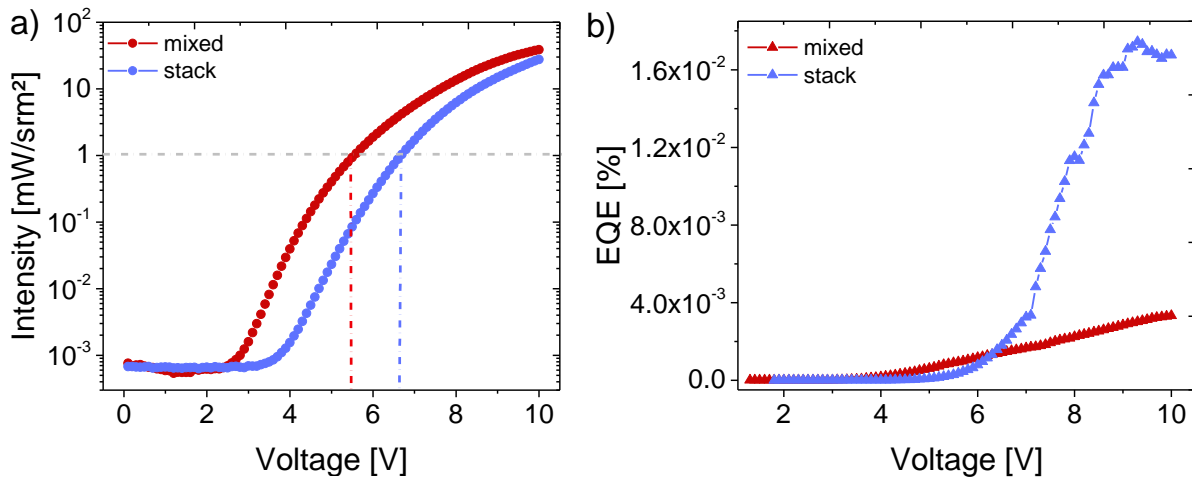 a)
mixed
stack
Intensity [mW/srm²]
10²
10
1
10⁻¹
10⁻²
10⁻³
0 2 4 6 8 10
Voltage [V]
b)
mixed
stack
EQE [%]
1.6x10⁻²
1.2x10⁻²
8.0x10⁻³
4.0x10⁻³
0.0
2 4 6 8 10
Voltage [V]